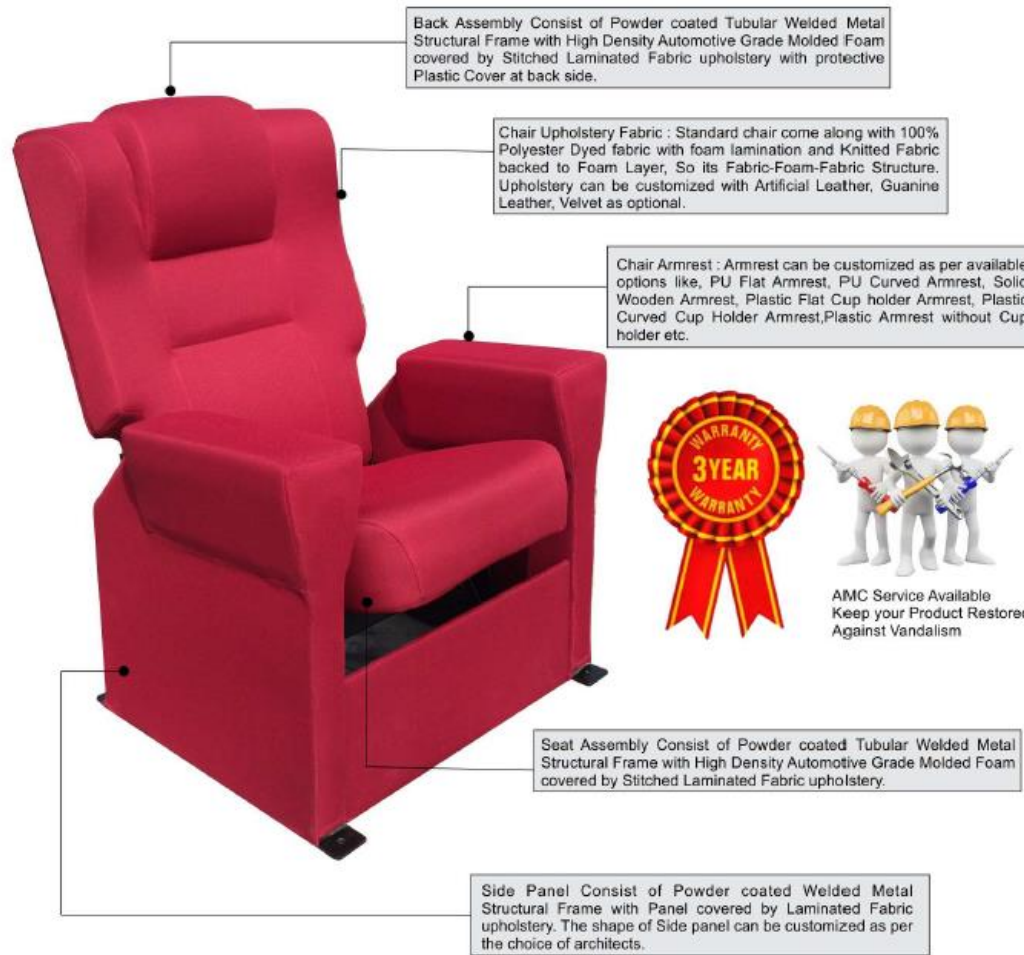 Back Assembly Consist of Powder coated Tubular Welded Metal
Structural Frame with High Density Automotive Grade Molded Foam
covered by Stitched Laminated Fabric upholstery with protective
Plastic Cover at back side.
Chair Upholstery Fabric : Standard chair come along with 100%
Polyester Dyed fabric with foam lamination and Knitted Fabric
backed to Foam Layer, So its Fabric-Foam-Fabric Structure.
Upholstery can be customized with Artificial Leather, Guanine
Leather, Velvet as optional.
Chair Armrest : Armrest can be customized as per available
options like, PU Flat Armrest, PU Curved Armrest, Solid
Wooden Armrest, Plastic Flat Cup holder Armrest, Plastic
Curved Cup Holder Armrest,Plastic Armrest without Cup
holder etc.
WARRANTY
3 YEAR
WARRANTY
AMC Service Available
Keep your Product Restored
Against Vandalism
Seat Assembly Consist of Powder coated Tubular Welded Metal
Structural Frame with High Density Automotive Grade Molded Foam
covered by Stitched Laminated Fabric upholstery.
Side Panel Consist of Powder coated Welded Metal
Structural Frame with Panel covered by Laminated Fabric
upholstery. The shape of Side panel can be customized as per
the choice of architects.